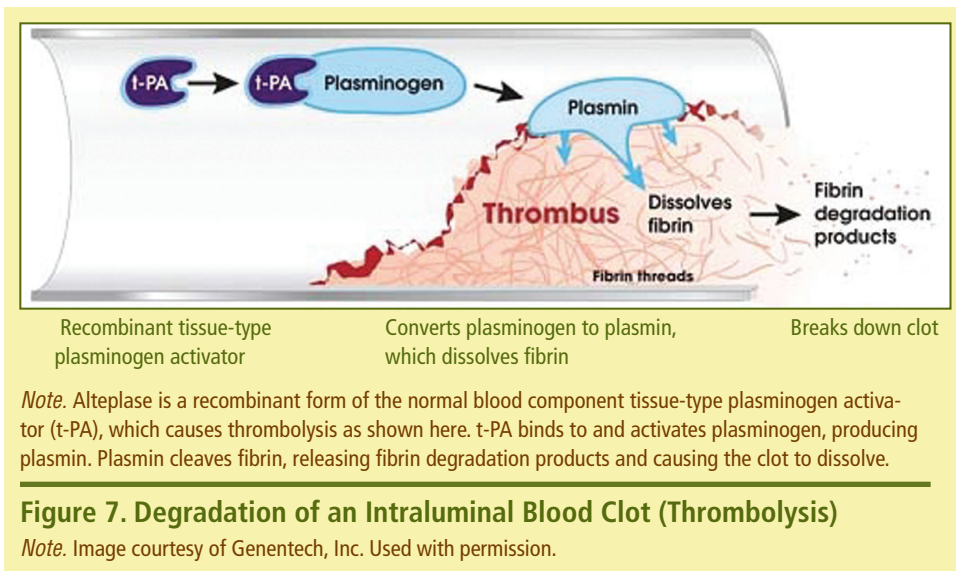 t-PA
t-PA Plasminogen
Plasmin
Thrombus
Dissolves
fibrin
Fibrin
degradation
products
Fibrin threads
Recombinant tissue-type
plasminogen activator
Converts plasminogen to plasmin,
which dissolves fibrin
Breaks down clot
Note. Alteplase is a recombinant form of the normal blood component tissue-type plasminogen activa-
tor (t-PA), which causes thrombolysis as shown here. t-PA binds to and activates plasminogen, producing
plasmin. Plasmin cleaves fibrin, releasing fibrin degradation products and causing the clot to dissolve.
Figure 7. Degradation of an Intraluminal Blood Clot (Thrombolysis)
Note. Image courtesy of Genentech, Inc. Used with permission.